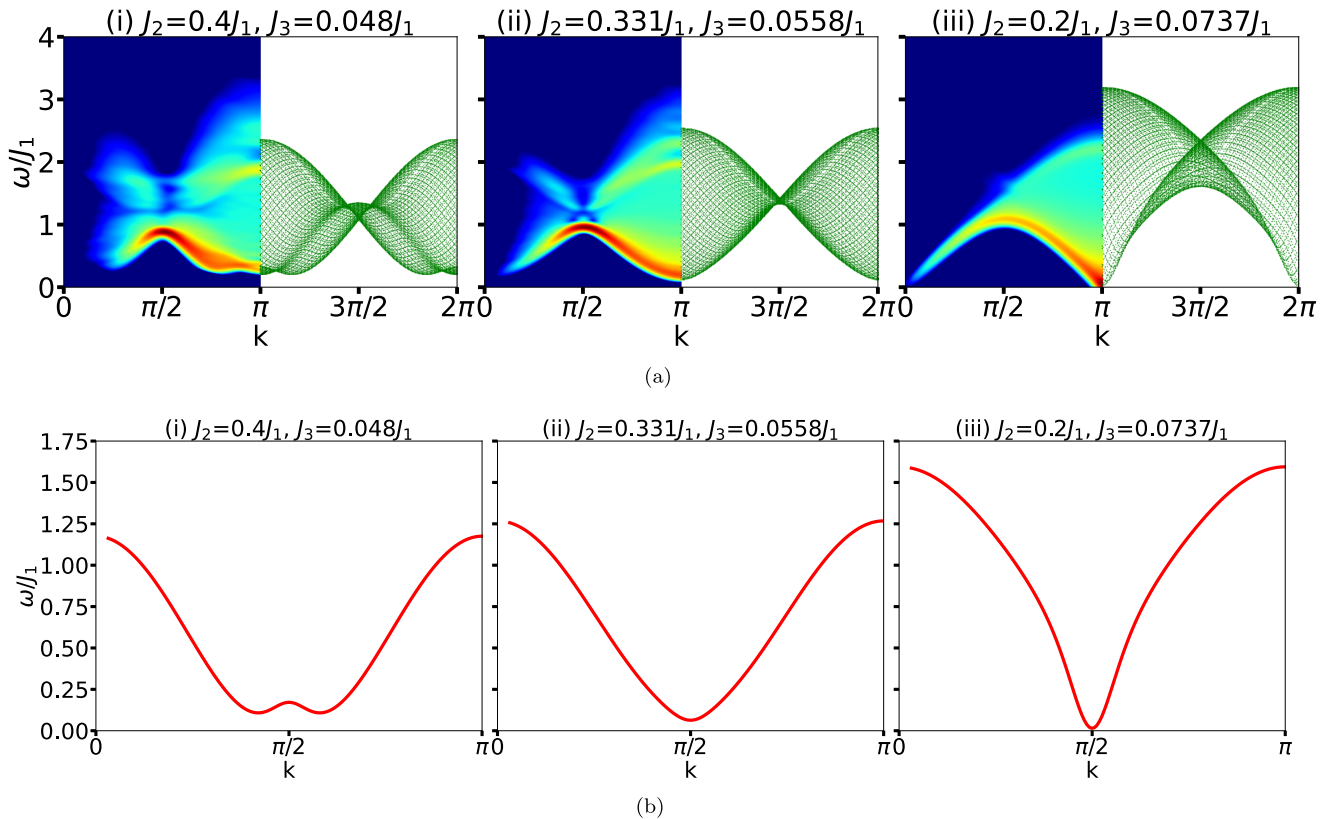 (i) J₂=0.4J₁, J₃=0.048J₁ (ii) J₂=0.331J₁, J₃=0.0558J₁ (iii) J₂=0.2J₁, J₃=0.0737J₁
4
3
2
1
0
ω/J₁
0 π/2 π 3π/2 2π 0 π/2 π 3π/2 2π 0 π/2 π 3π/2 2π
k k k
(a)
(i) J₂=0.4J₁, J₃=0.048J₁ (ii) J₂=0.331J₁, J₃=0.0558J₁ (iii) J₂=0.2J₁, J₃=0.0737J₁
1.75
1.50
1.25
1.00
0.75
0.50
0.25
0.00
ω/J₁
0 π/2 π 0 π/2 π 0 π/2 π
k k k
(b)